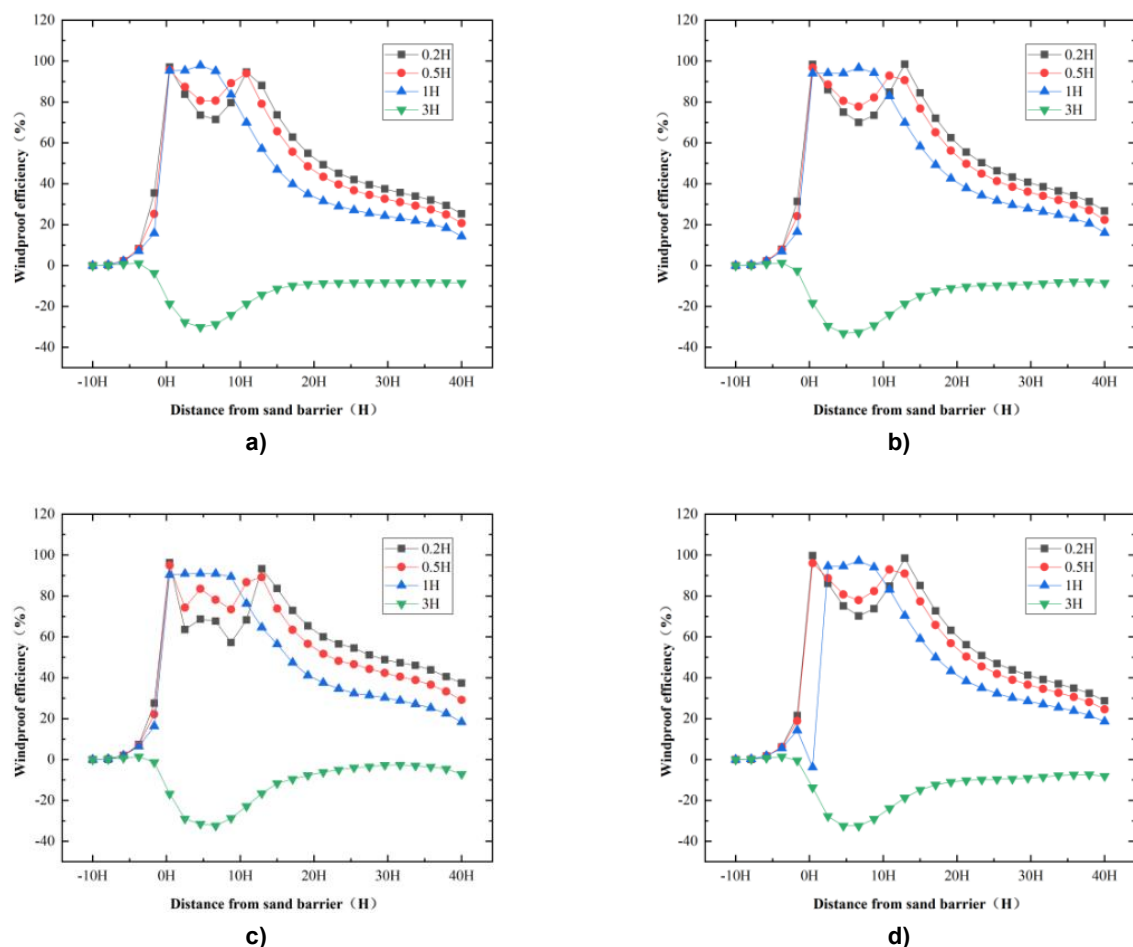 120
100
80
60
40
20
0
-20
-40
Windproof efficiency (%)
0.2H
0.5H
1H
3H
-10H 0H 10H 20H 30H 40H
Distance from sand barrier（H）
a)
120
100
80
60
40
20
0
-20
-40
Windproof efficiency (%)
0.2H
0.5H
1H
3H
-10H 0H 10H 20H 30H 40H
Distance from sand barrier（H）
b)
120
100
80
60
40
20
0
-20
-40
Windproof efficiency (%)
0.2H
0.5H
1H
3H
-10H 0H 10H 20H 30H 40H
Distance from sand barrier（H）
c)
120
100
80
60
40
20
0
-20
-40
Windproof efficiency (%)
0.2H
0.5H
1H
3H
-10H 0H 10H 20H 30H 40H
Distance from sand barrier（H）
d)